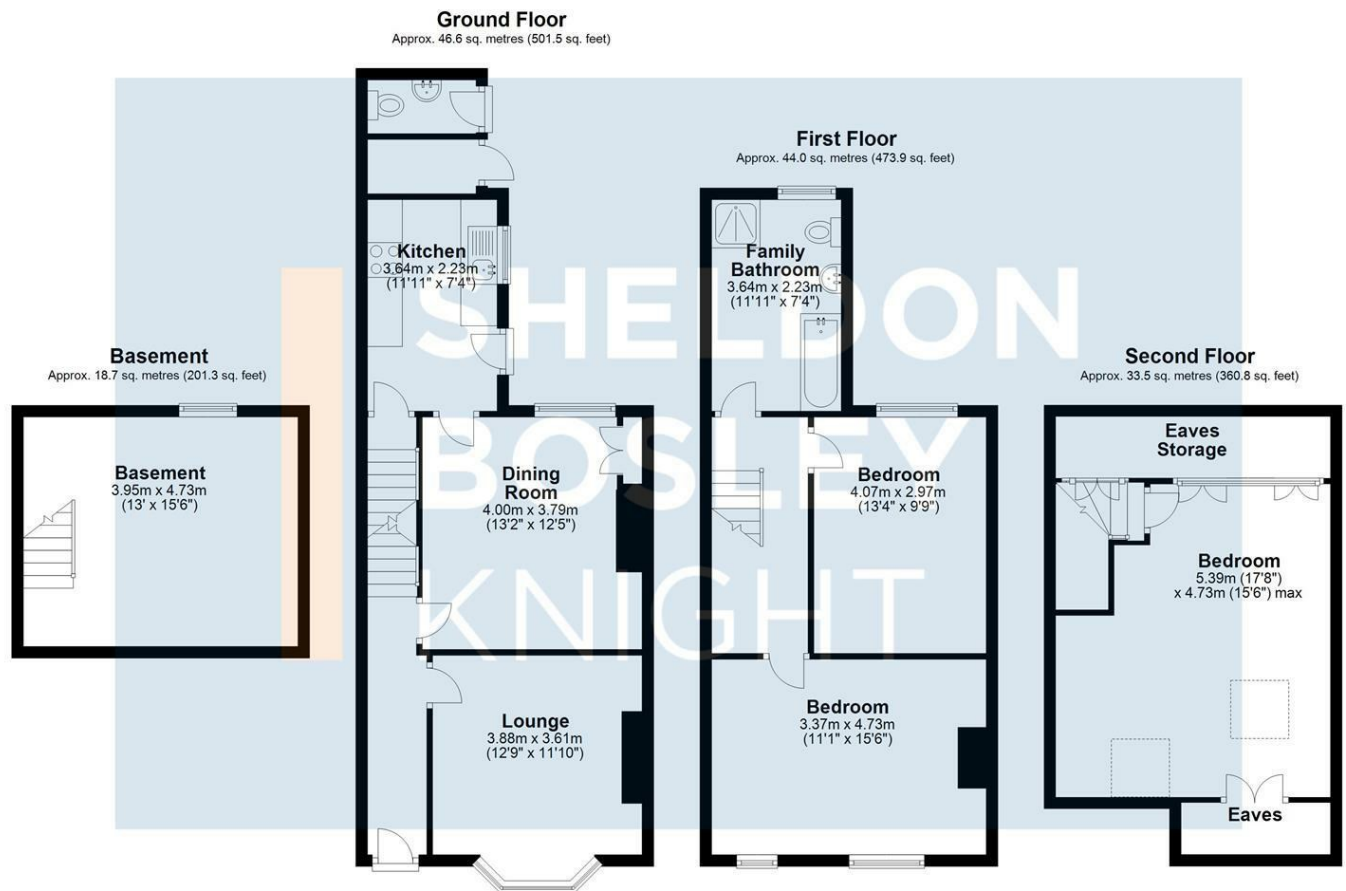 Ground Floor
Approx. 46.6 sq. metres (501.5 sq. feet)
Kitchen
3.64m x 2.23m
(11'11" x 7'4")
Dining
Room
4.00m x 3.79m
(13'2" x 12'5")
Lounge
3.88m x 3.61m
(12'9" x 11'10")
Basement
Approx. 18.7 sq. metres (201.3 sq. feet)
Basement
3.95m x 4.73m
(13' x 15'6")
First Floor
Approx. 44.0 sq. metres (473.9 sq. feet)
Family
Bathroom
3.64m x 2.23m
(11'11" x 7'4")
Bedroom
4.07m x 2.97m
(13'4" x 9'9")
Bedroom
3.37m x 4.73m
(11'1" x 15'6")
Second Floor
Approx. 33.5 sq. metres (360.8 sq. feet)
Eaves
Storage
Bedroom
5.39m (17'8")
x 4.73m (15'6") max
Eaves
SHELDON
BOSLEY
KNIGHT